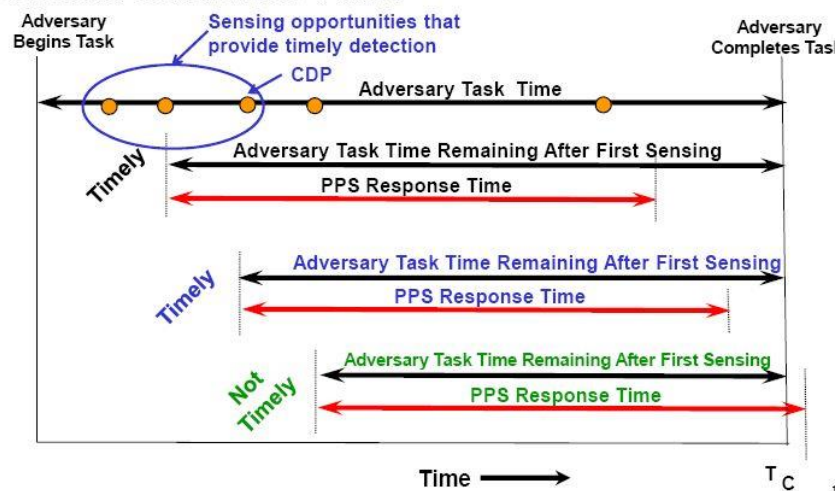 Adversary
Begins Task
Sensing opportunities that
provide timely detection
CDP
Adversary
Completes Task
Adversary Task Time
Timely
Adversary Task Time Remaining After First Sensing
PPS Response Time
Timely
Adversary Task Time Remaining After First Sensing
PPS Response Time
Not
Timely
Adversary Task Time Remaining After First Sensing
PPS Response Time
Time
T C